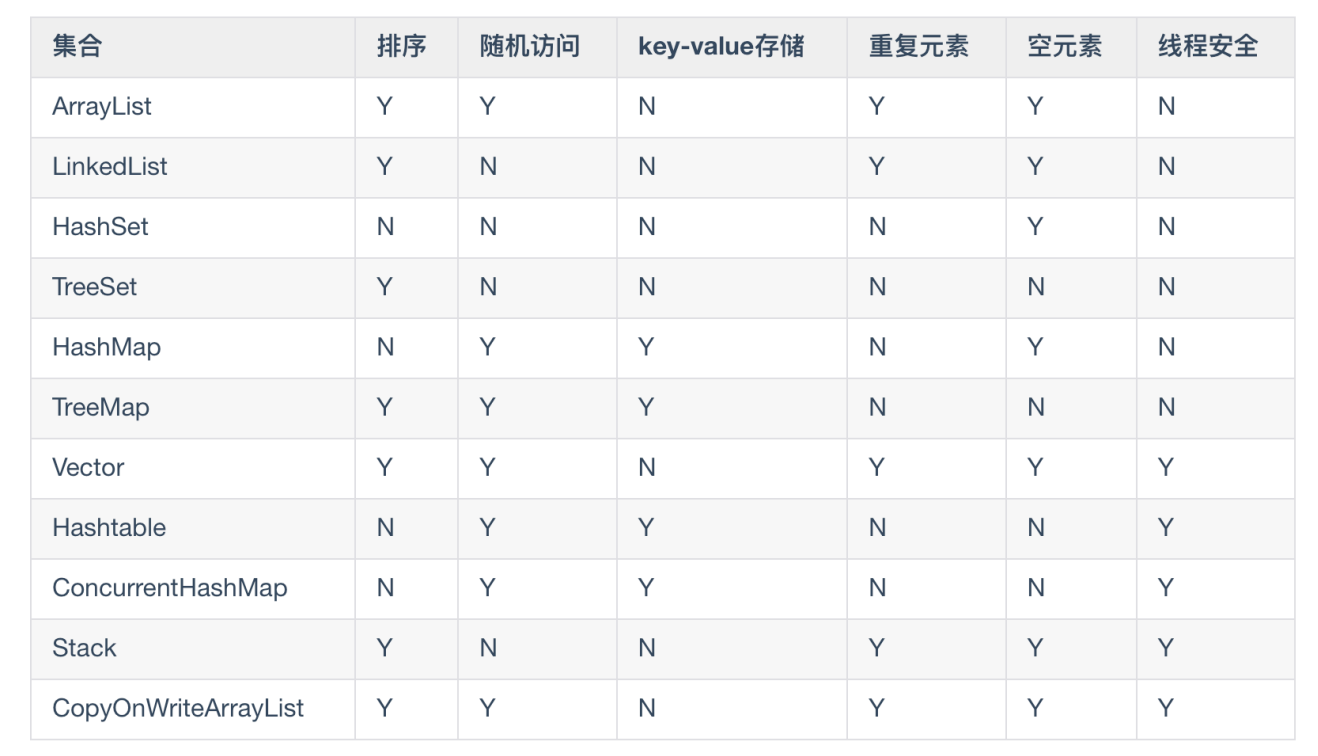 集合 排序 随机访问 key-value存储 重复元素 空元素 线程安全
ArrayList Y Y N Y Y N
LinkedList Y N N Y Y N
HashSet N N N N Y N
TreeSet Y N N N N N
HashMap N Y Y N Y N
TreeMap Y Y Y N N N
Vector Y Y N Y Y Y
Hashtable N Y Y N N Y
ConcurrentHashMap N Y Y N N Y
Stack Y N N Y Y Y
CopyOnWriteArrayList Y Y N Y Y Y